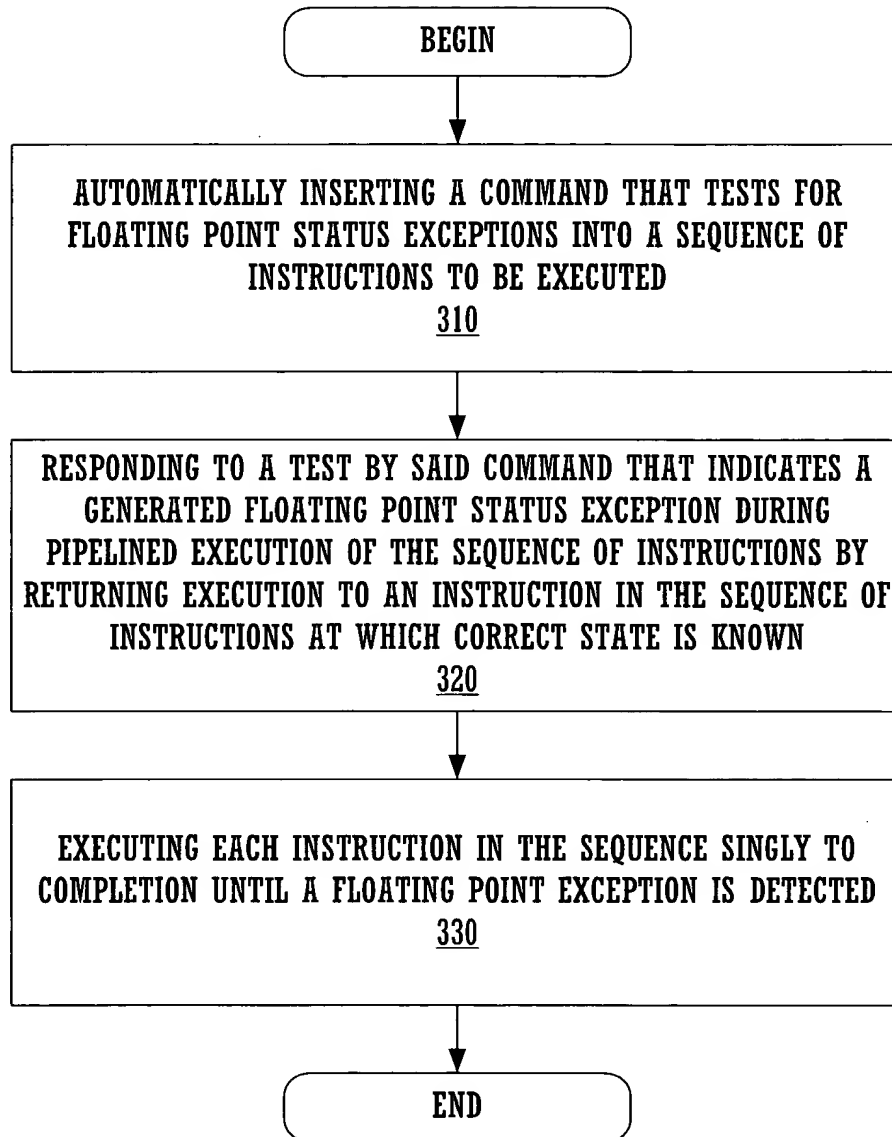 BEGIN
AUTOMATICALLY INSERTING A COMMAND THAT TESTS FOR
FLOATING POINT STATUS EXCEPTIONS INTO A SEQUENCE OF
INSTRUCTIONS TO BE EXECUTED
310
RESPONDING TO A TEST BY SAID COMMAND THAT INDICATES A
GENERATED FLOATING POINT STATUS EXCEPTION DURING
PIPELINED EXECUTION OF THE SEQUENCE OF INSTRUCTIONS BY
RETURNING EXECUTION TO AN INSTRUCTION IN THE SEQUENCE OF
INSTRUCTIONS AT WHICH CORRECT STATE IS KNOWN
320
EXECUTING EACH INSTRUCTION IN THE SEQUENCE SINGLY TO
COMPLETION UNTIL A FLOATING POINT EXCEPTION IS DETECTED
330
END